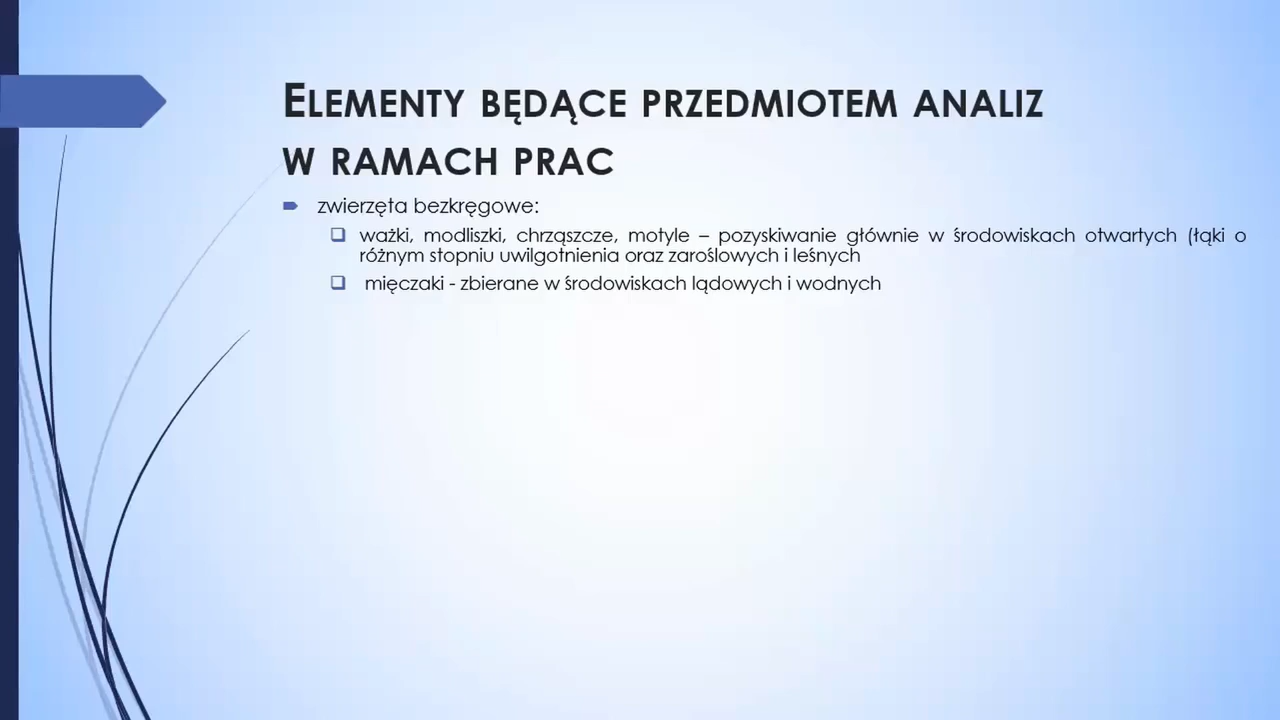 Elementy będące przedmiotem analiz
w ramach prac
zwierzęta bezkręgowe:
ważki, modliszki, chrząszcze, motyle – pozyskiwanie głównie w środowiskach otwartych (łąki o
różnym stopniu uwilgotnienia oraz zaroślowych i leśnych
mięczaki - zbierane w środowiskach lądowych i wodnych